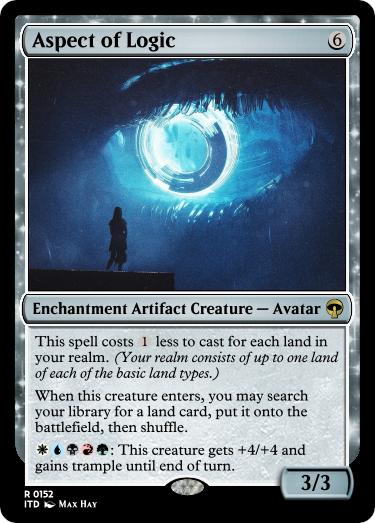 Aspect of Logic 6
Enchantment Artifact Creature — Avatar
This spell costs 1 less to cast for each land in
your realm. (Your realm consists of up to one land
of each of the basic land types.)
When this creature enters, you may search
your library for a land card, put it onto the
battlefield, then shuffle.
: This creature gets +4/+4 and
gains trample until end of turn.
3/3
R 0152
ITD Max Hay